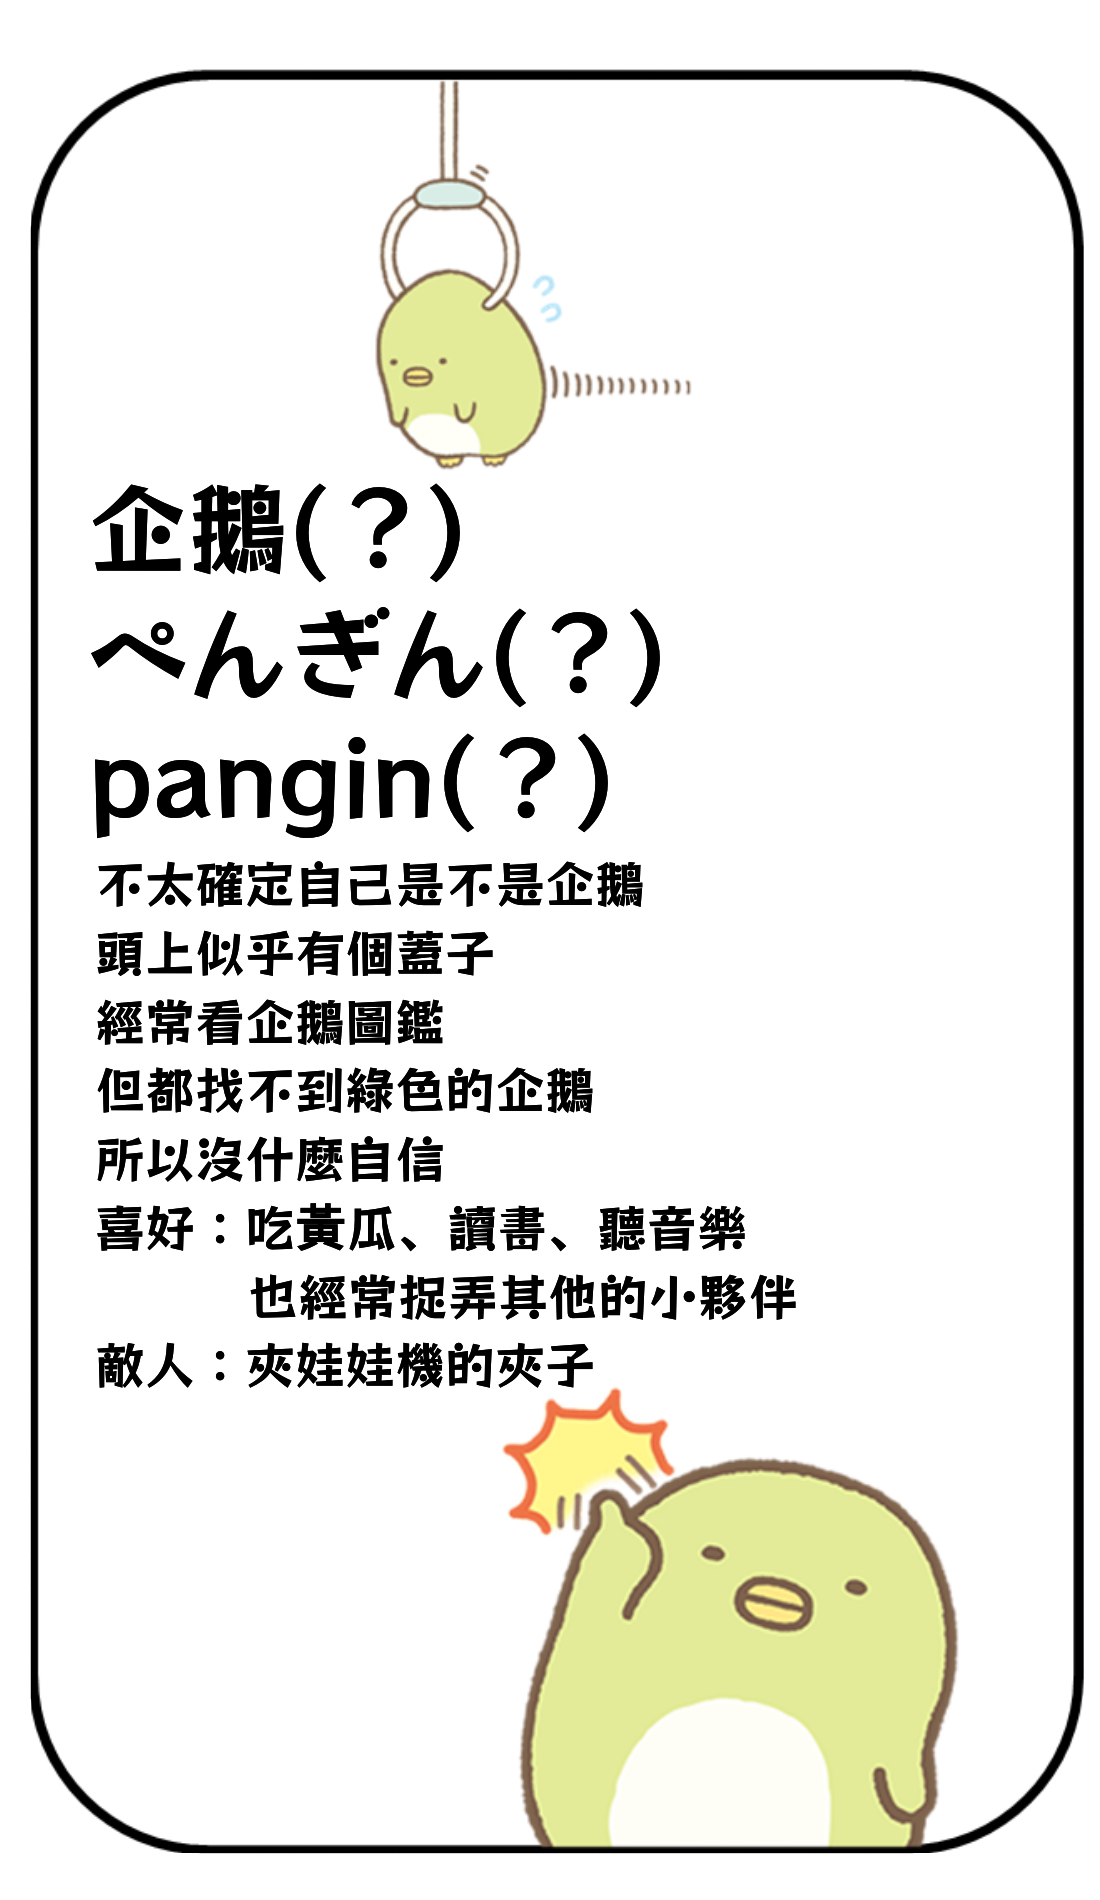 企鵝(？)
ぺんぎん(？)
pangin(？)
不太確定自己是不是企鵝
頭上似乎有個蓋子
經常看企鵝圖鑑
但都找不到綠色的企鵝
所以沒什麼自信
喜好：吃黃瓜、讀書、聽音樂
也經常捉弄其他的小夥伴
敵人：夾娃娃機的夾子